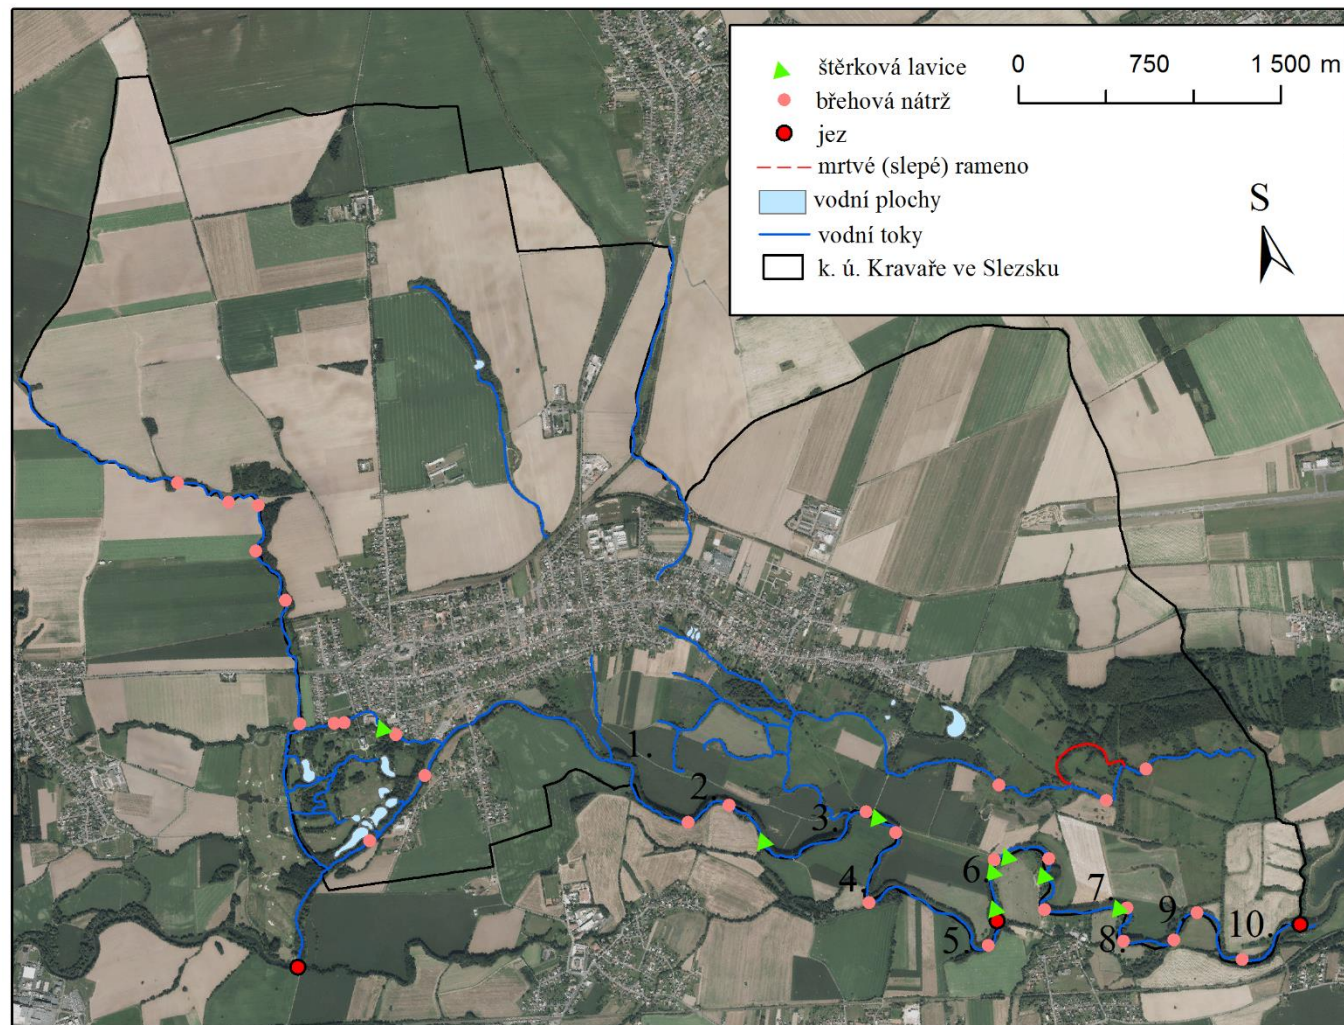 štěrková lavice
břehová nátrž
jez
mrtvé (slepé) rameno
vodní plochy
vodní toky
k. ú. Kravaře ve Slezsku
0 750 1 500 m
S
1.
2.
3.
4.
5.
6.
7.
8.
9.
10.